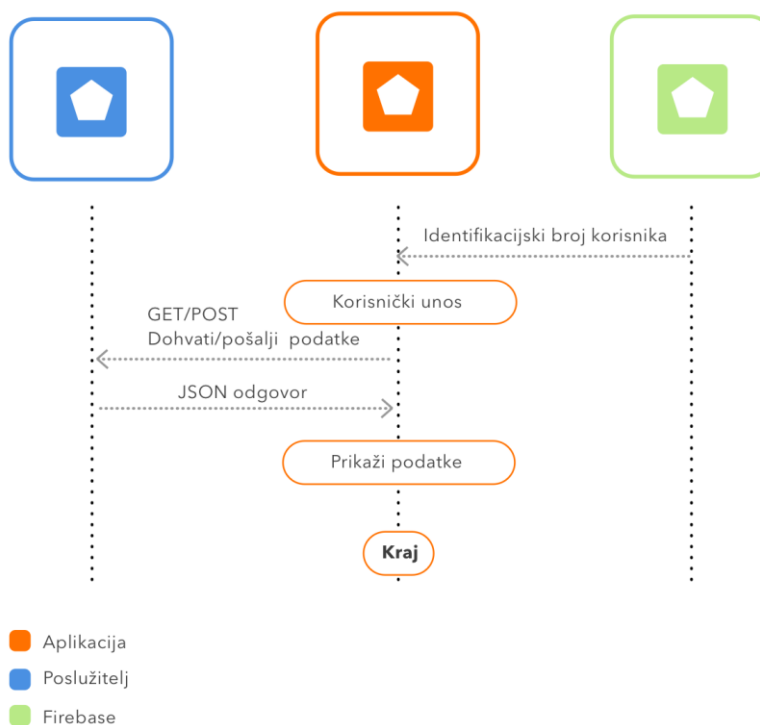 Identifikacijski broj korisnika
Korisnički unos
GET/POST
Dohvati/pošalji podatke
JSON odgovor
Prikaži podatke
Kraj
Aplikacija
Poslužitelj
Firebase